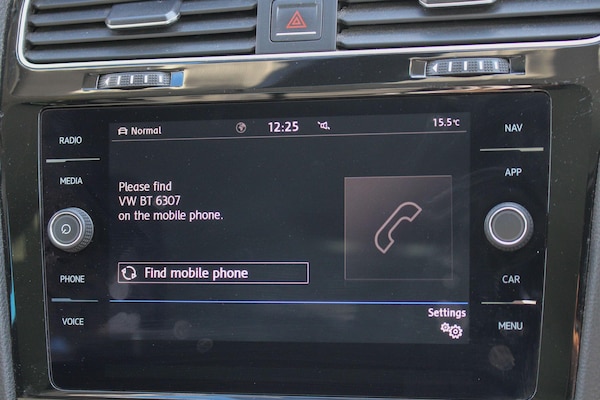 RADIO
MEDIA
PHONE
VOICE
Normal 12:25 15.5°C
Please find
VW BT 6307
on the mobile phone.
Find mobile phone
Settings
NAV
APP
CAR
MENU